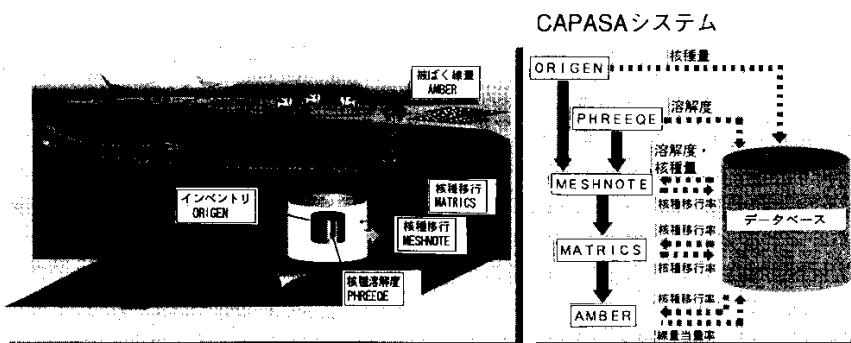 CAPASAシステム
被ばく線量
AMBER
インベントリ
ORIGEN
核種移行
MATRICS
核種移行
MESHNOTE
核種溶解度
PHREEQE
ORIGEN
核種量
PHREEQE
溶解度
溶解度・
核種量
MESHNOTE
核種移行率
データベース
核種移行率
MATRICS
核種移行率
核種移行率
AMBER
線量当量率